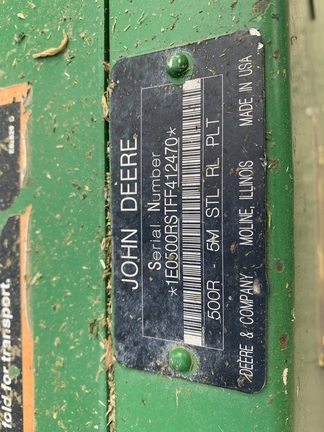 JOHN DEERE
Serial Number
*1E0500RSTFF412470*
500R - 5M STL RL PLT
DEERE & COMPANY MOLINE, ILLINOIS MADE IN USA
fold for transport.